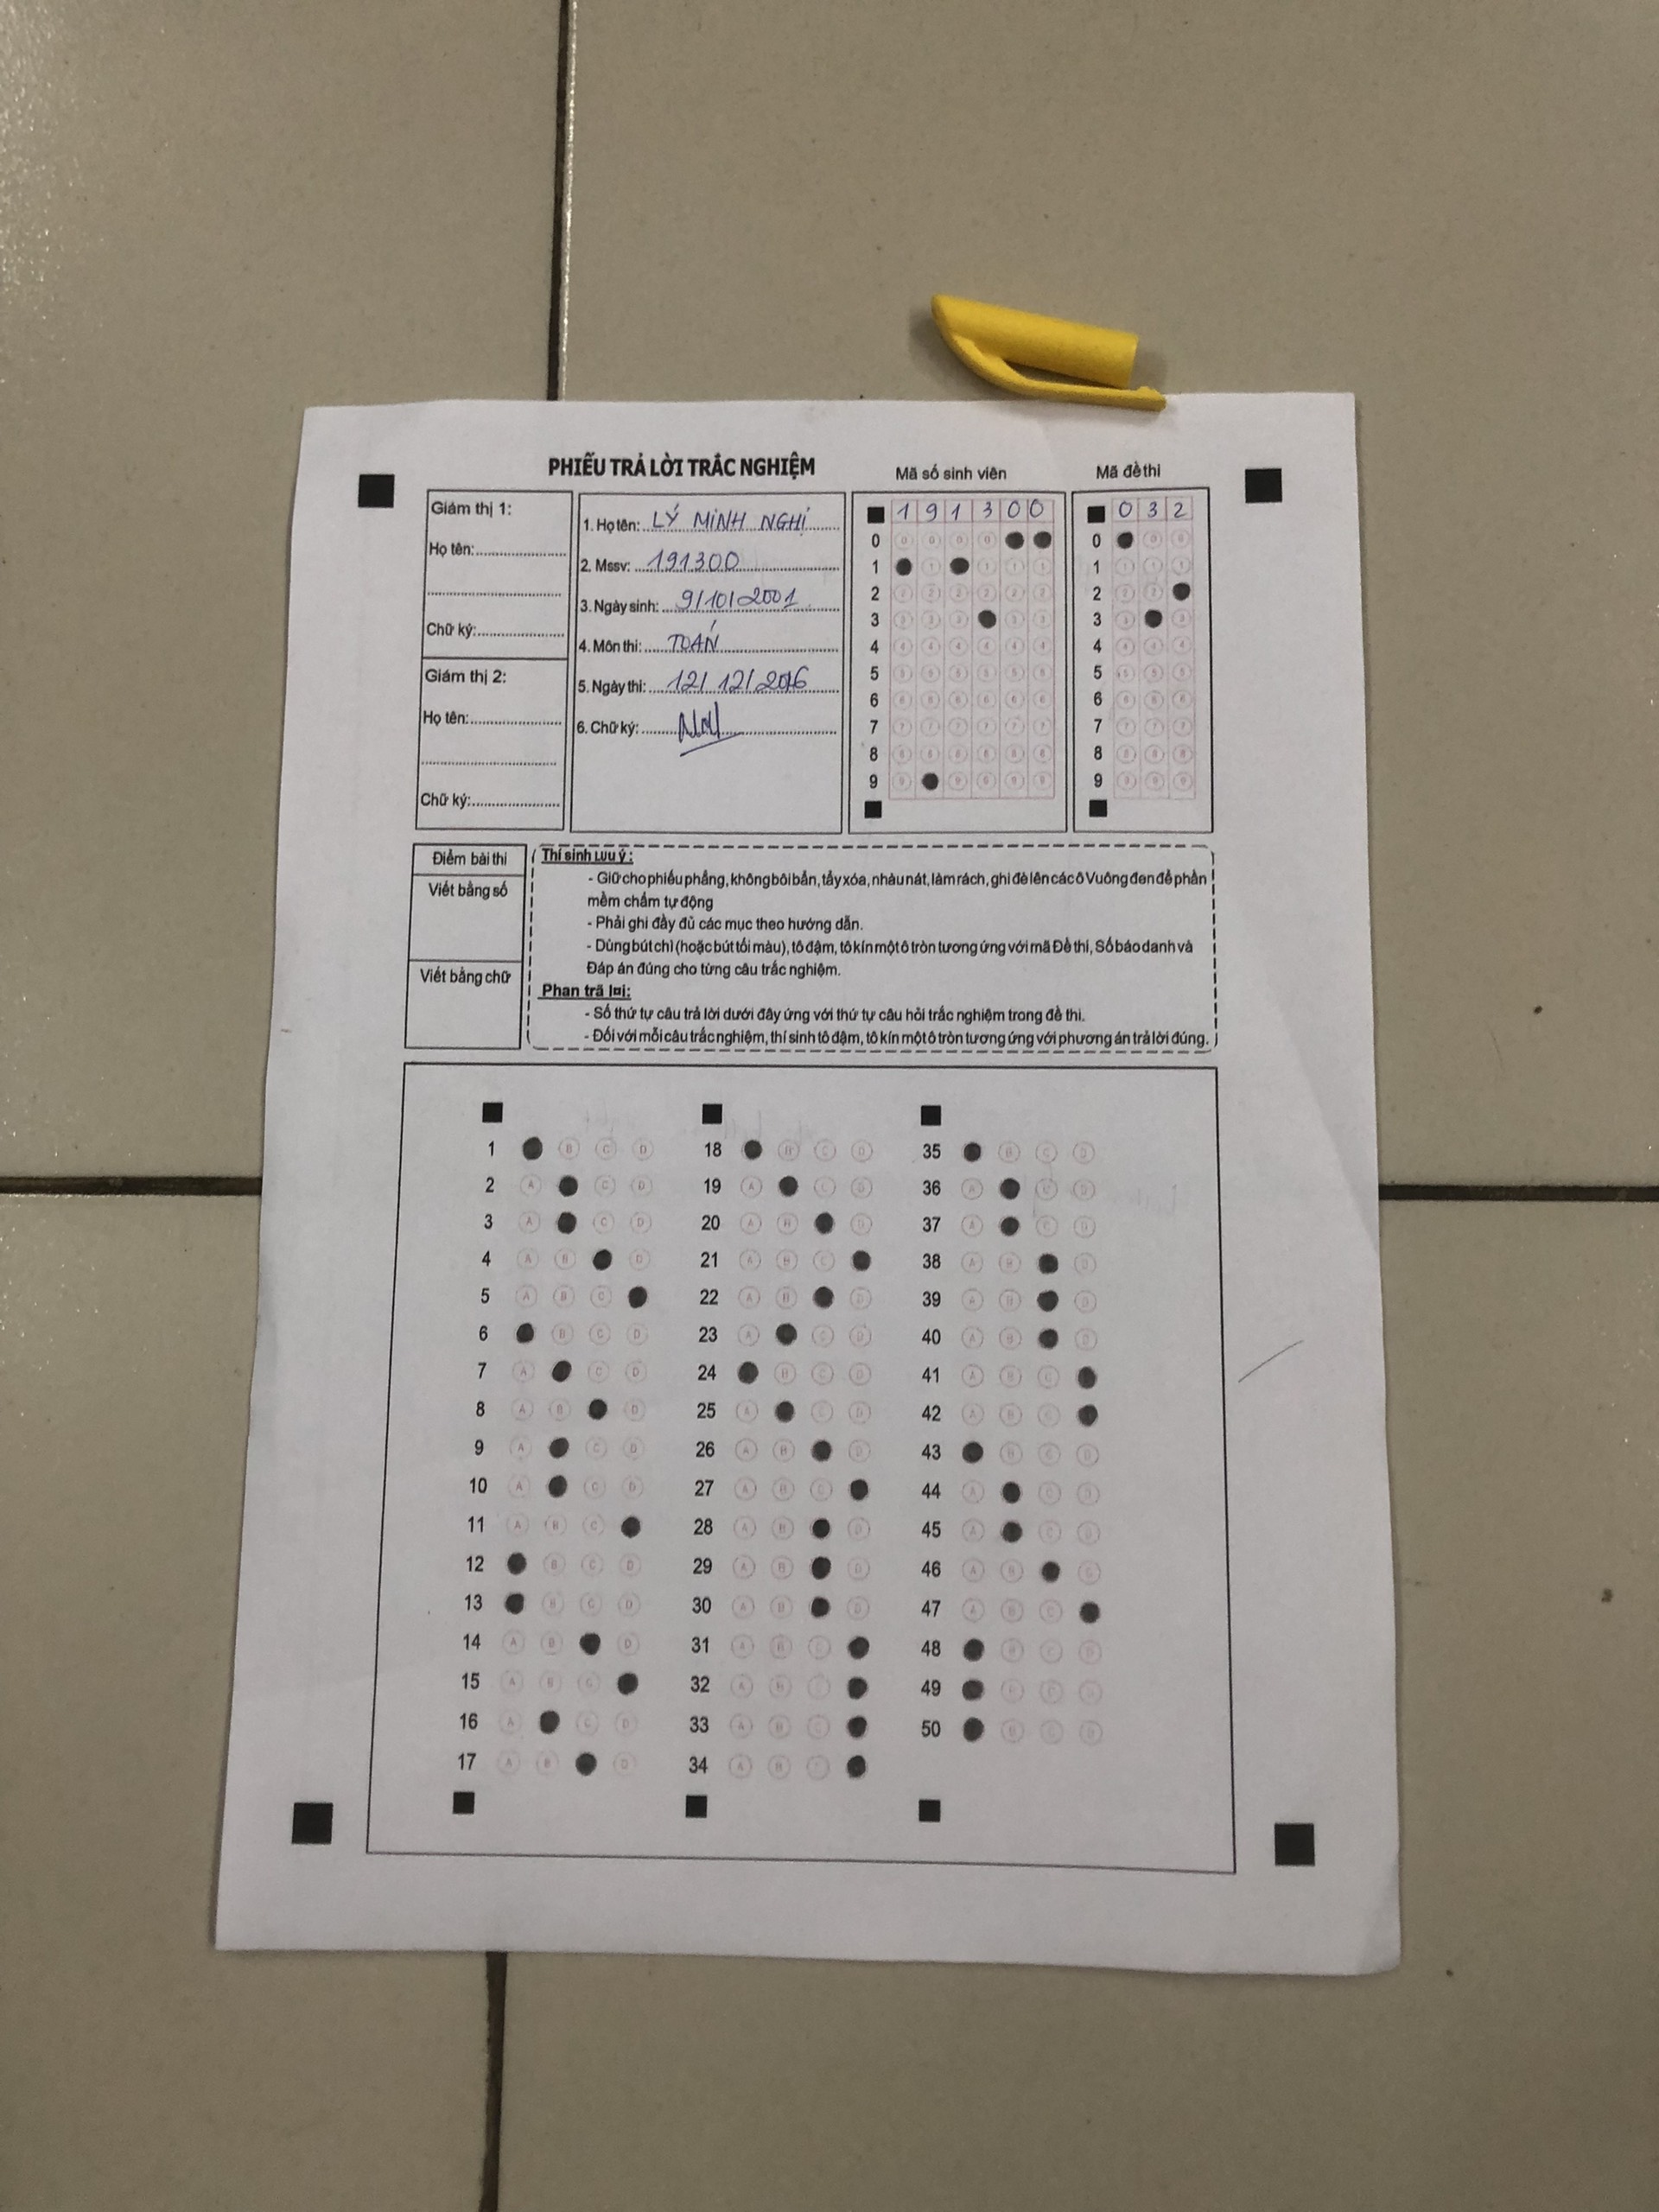 PHIẾU TRẢ LỜI TRẮC NGHIỆM
Giám thị 1:
Họ tên:
Chữ ký:
Giám thị 2:
Họ tên:
Chữ ký:
1. Họ tên: LÝ MINH NGHI
2. Mssv: 191300
3. Ngày sinh: 9/10/2001
4. Môn thi: TOÁN
5. Ngày thi: 12/12/2016
6. Chữ ký:
Mã số sinh viên
1 9 1 3 0 0
0
1
2
3
4
5
6
7
8
9
Mã đề thi
0 3 2
0
1
2
3
4
5
6
7
8
9
Điểm bài thi
Viết bằng số
Viết bằng chữ
Thí sinh Lưu ý :
- Giữ cho phiếu phẳng, không bôi bẩn, tẩy xóa, nhàu nát, làm rách, ghi đè lên các ô Vuông đen để phần
mềm chấm tự động
- Phải ghi đầy đủ các mục theo hướng dẫn.
- Dùng bút chì (hoặc bút tối màu), tô đậm, tô kín một ô tròn tương ứng với mã Đề thi, Số báo danh và
Đáp án đúng cho từng câu trắc nghiệm.
Phan trã lơi:
- Số thứ tự câu trả lời dưới đây ứng với thứ tự câu hỏi trắc nghiệm trong đề thi.
- Đối với mỗi câu trắc nghiệm, thí sinh tô đậm, tô kín một ô tròn tương ứng với phương án trả lời đúng.
1 B C D
2 A C D
3 A C D
4 A B D
5 A B C
6 B C D
7 A C D
8 A B D
9 A C D
10 A C D
11 A B C
12 B C D
13 B C D
14 A B D
15 A B C
16 A C D
17 A B D
18 B C D
19 A C D
20 A B D
21 A B C
22 A B D
23 A C D
24 B C D
25 A C D
26 A B D
27 A B C
28 A B D
29 A B D
30 A B D
31 A B C
32 A B C
33 A B C
34 A B C
35 B C D
36 A C D
37 A C D
38 A B D
39 A B D
40 A B D
41 A B C
42 A B C
43 B C D
44 A C D
45 A C D
46 A B D
47 A B C
48 B C D
49 B C D
50 B C D